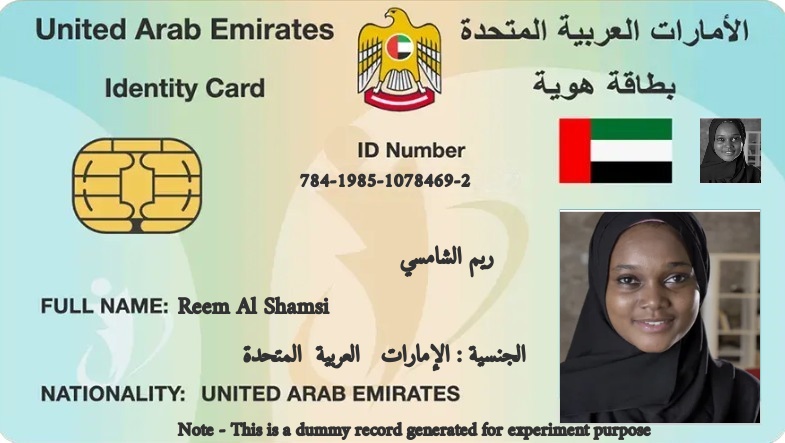 United Arab Emirates
الأمارات العربية المتحدة
Identity Card
بطاقة هوية
ID Number
784-1985-1078469-2
ريم الشامسي
FULL NAME: Reem Al Shamsi
الجنسية : الإمارات العربية المتحدة
NATIONALITY: UNITED ARAB EMIRATES
Note - This is a dummy record generated for experiment purpose